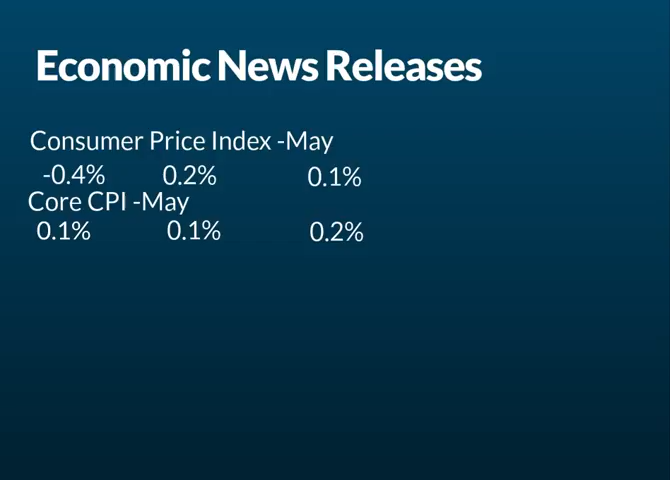 Economic News Releases
Consumer Price Index -May
-0.4% 0.2% 0.1%
Core CPI -May
0.1% 0.1% 0.2%